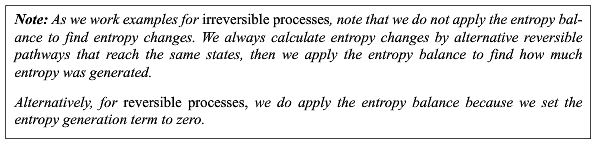 Note: As we work examples for irreversible processes, note that we do not apply the entropy bal-
ance to find entropy changes. We always calculate entropy changes by alternative reversible
pathways that reach the same states, then we apply the entropy balance to find how much
entropy was generated.
Alternatively, for reversible processes, we do apply the entropy balance because we set the
entropy generation term to zero.